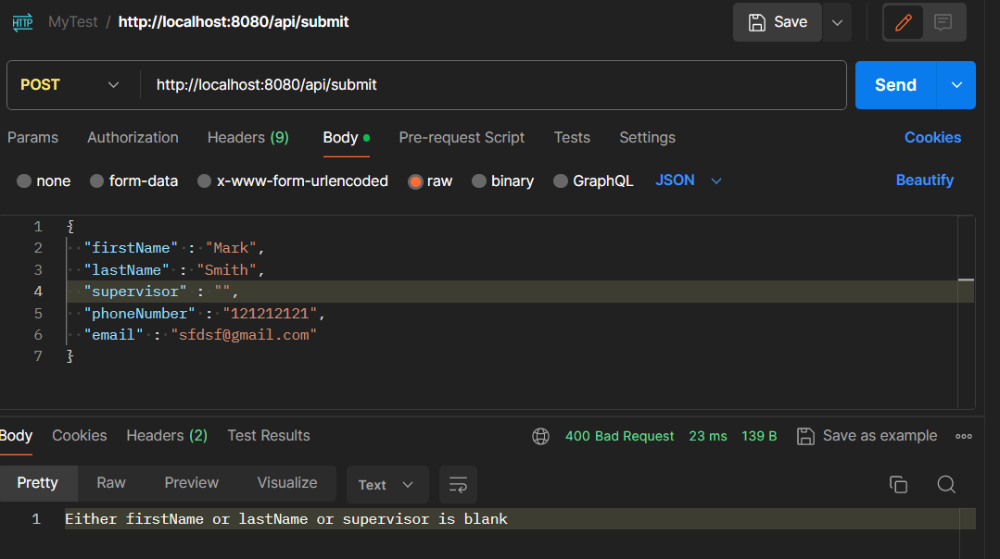 HTTP MyTest / http://localhost:8080/api/submit Save
POST http://localhost:8080/api/submit Send
Params Authorization Headers (9) Body Pre-request Script Tests Settings Cookies
none form-data x-www-form-urlencoded raw binary GraphQL JSON Beautify
1 {
2 "firstName" : "Mark",
3 "lastName" : "Smith",
4 "supervisor" : "",
5 "phoneNumber" : "121212121",
6 "email" : "sfdsf@gmail.com"
7 }
Body Cookies Headers (2) Test Results 400 Bad Request 23 ms 139 B Save as example
Pretty Raw Preview Visualize Text
1 Either firstName or lastName or supervisor is blank